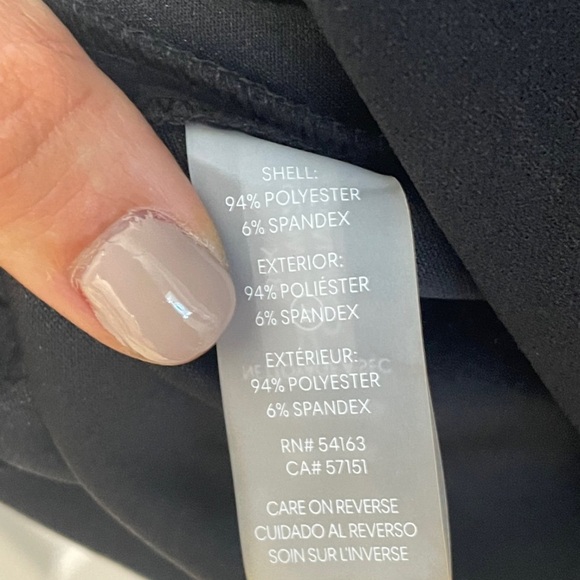 SHELL:
94% POLYESTER
6% SPANDEX
EXTERIOR:
94% POLIÉSTER
6% SPANDEX
EXTÉRIEUR:
94% POLYESTER
6% SPANDEX
RN# 54163
CA# 57151
CARE ON REVERSE
CUIDADO AL REVERSO
SOIN SUR L'INVERSE